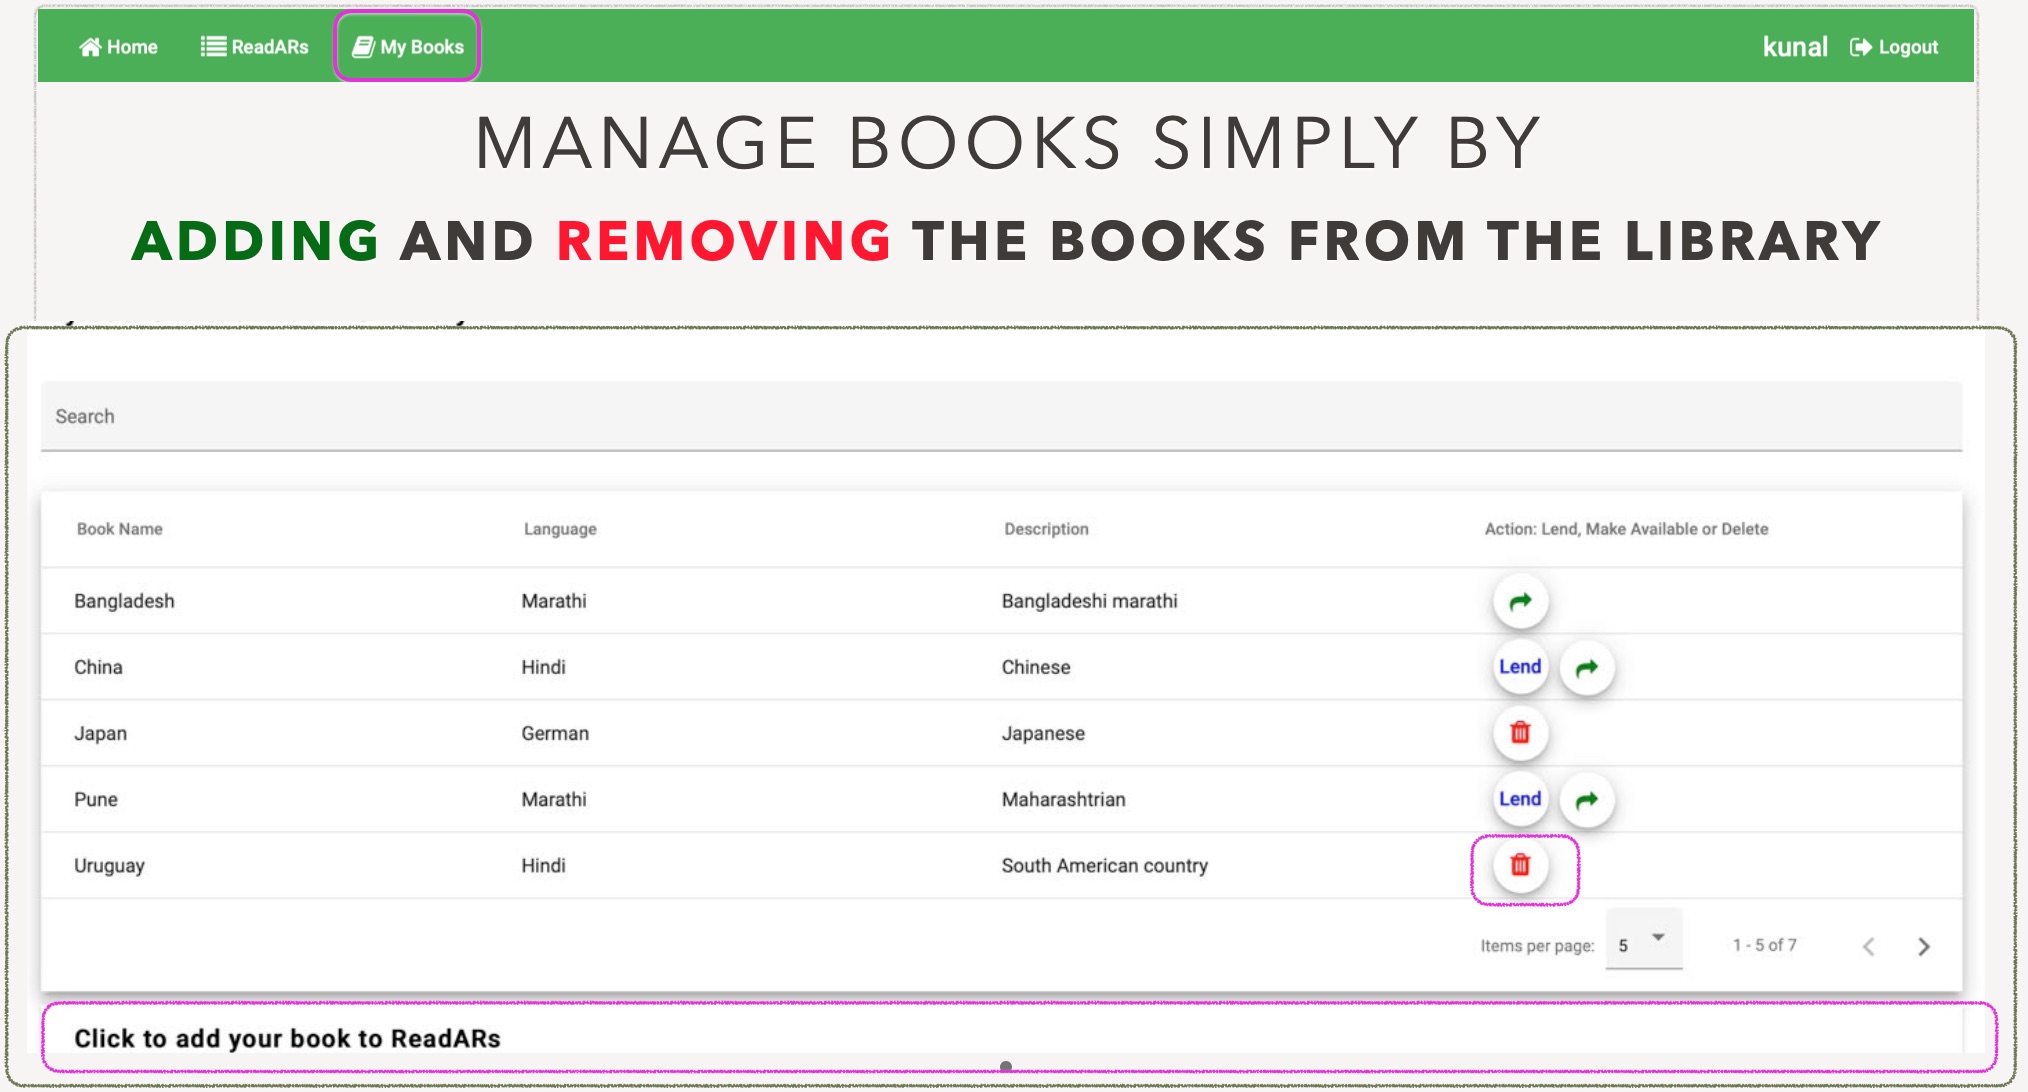 Home ReadARs My Books kunal Logout
MANAGE BOOKS SIMPLY BY
ADDING AND REMOVING THE BOOKS FROM THE LIBRARY
Search
Book Name Language Description Action: Lend, Make Available or Delete
Bangladesh Marathi Bangladeshi marathi
China Hindi Chinese Lend
Japan German Japanese
Pune Marathi Maharashtrian Lend
Uruguay Hindi South American country
Items per page: 5 1 - 5 of 7
Click to add your book to ReadARs